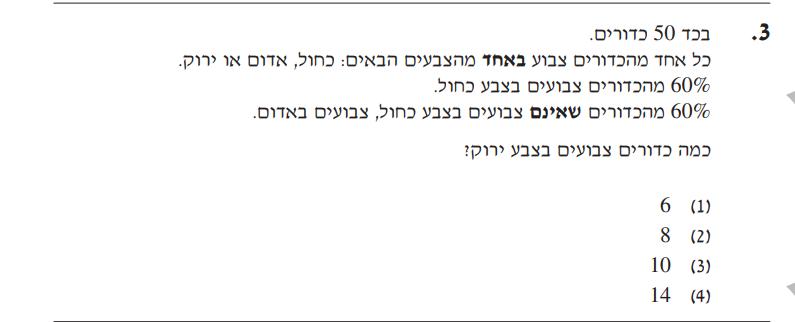 3. בכד 50 כדורים.
כל אחד מהכדורים צבוע באחד מהצבעים הבאים: כחול, אדום או ירוק.
60% מהכדורים צבועים בצבע כחול.
60% מהכדורים שאינם צבועים בצבע כחול, צבועים באדום.
כמה כדורים צבועים בצבע ירוק?
(1) 6
(2) 8
(3) 10
(4) 14